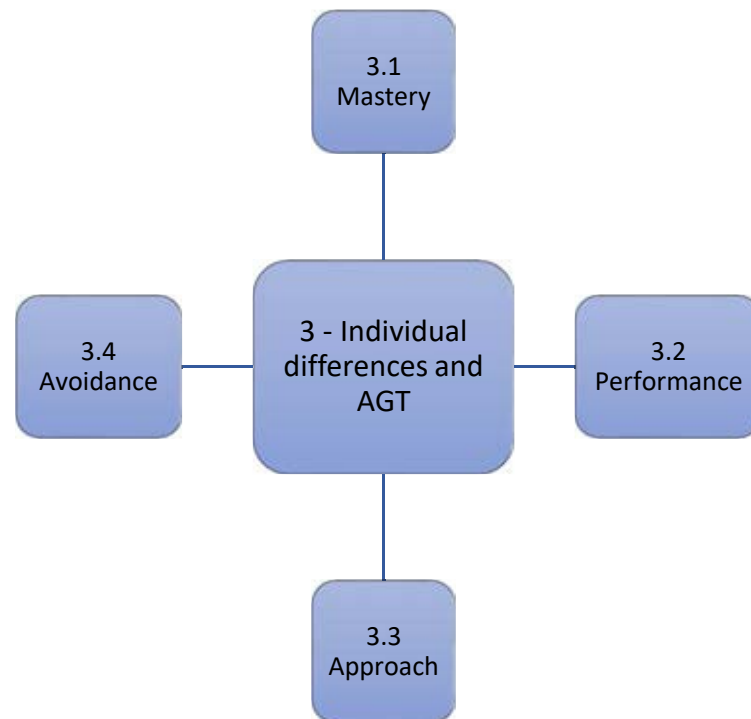 3.1
Mastery
3.4
Avoidance
3 - Individual
differences and
AGT
3.2
Performance
3.3
Approach